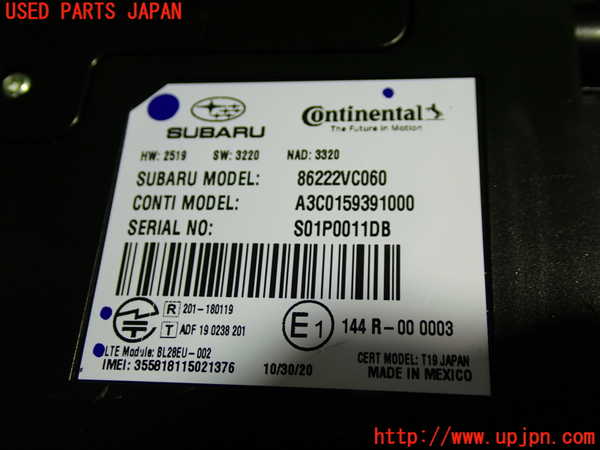 USED PARTS JAPAN
SUBARU
Continental
The Future in Motion
HW: 2519 SW: 3220 NAD: 3320
SUBARU MODEL: 86222VC060
CONTI MODEL: A3C0159391000
SERIAL NO: S01P0011DB
R 201-180119
T ADF 19 0238 201
E1 144 R-00 0003
LTE Module: BL28EU-002
CERT MODEL: T19 JAPAN
IMEI: 355818115021376 10/30/20 MADE IN MEXICO
http://www.upjpn.com/